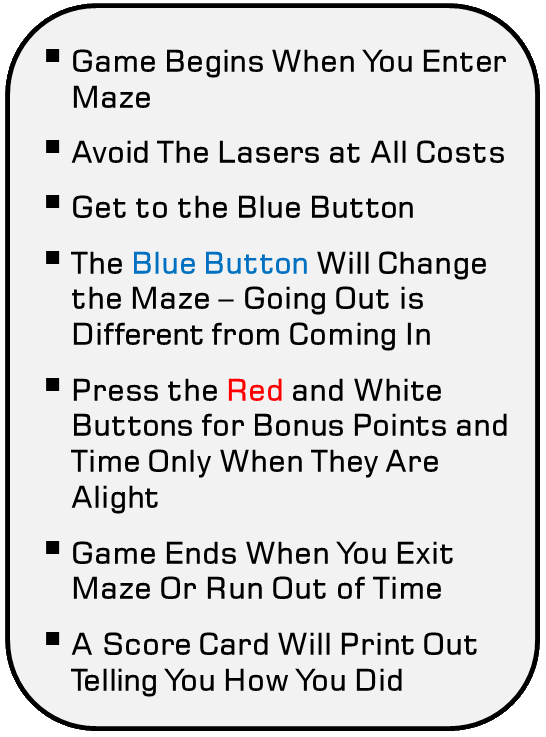 ▪ Game Begins When You Enter
Maze
▪ Avoid The Lasers at All Costs
▪ Get to the Blue Button
▪ The Blue Button Will Change
the Maze – Going Out is
Different from Coming In
▪ Press the Red and White
Buttons for Bonus Points and
Time Only When They Are
Alight
▪ Game Ends When You Exit
Maze Or Run Out of Time
▪ A Score Card Will Print Out
Telling You How You Did